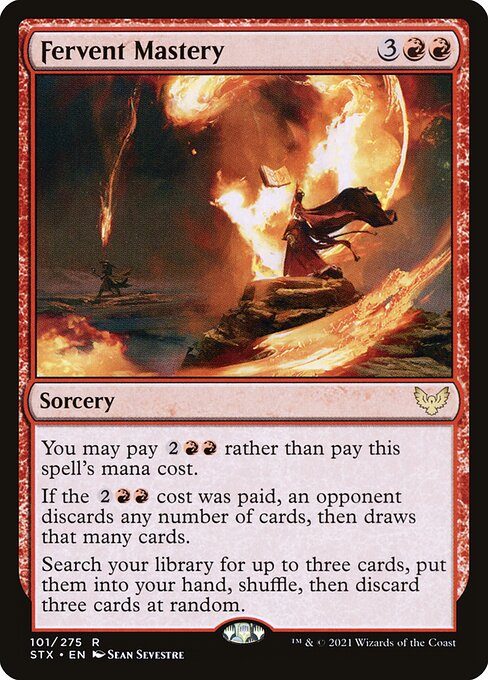 Fervent Mastery 3
Sorcery
You may pay 2 rather than pay this
spell's mana cost.
If the 2 cost was paid, an opponent
discards any number of cards, then draws
that many cards.
Search your library for up to three cards, put
them into your hand, shuffle, then discard
three cards at random.
101/275 R
STX • EN Sean Sevestre
™ & © 2021 Wizards of the Coast